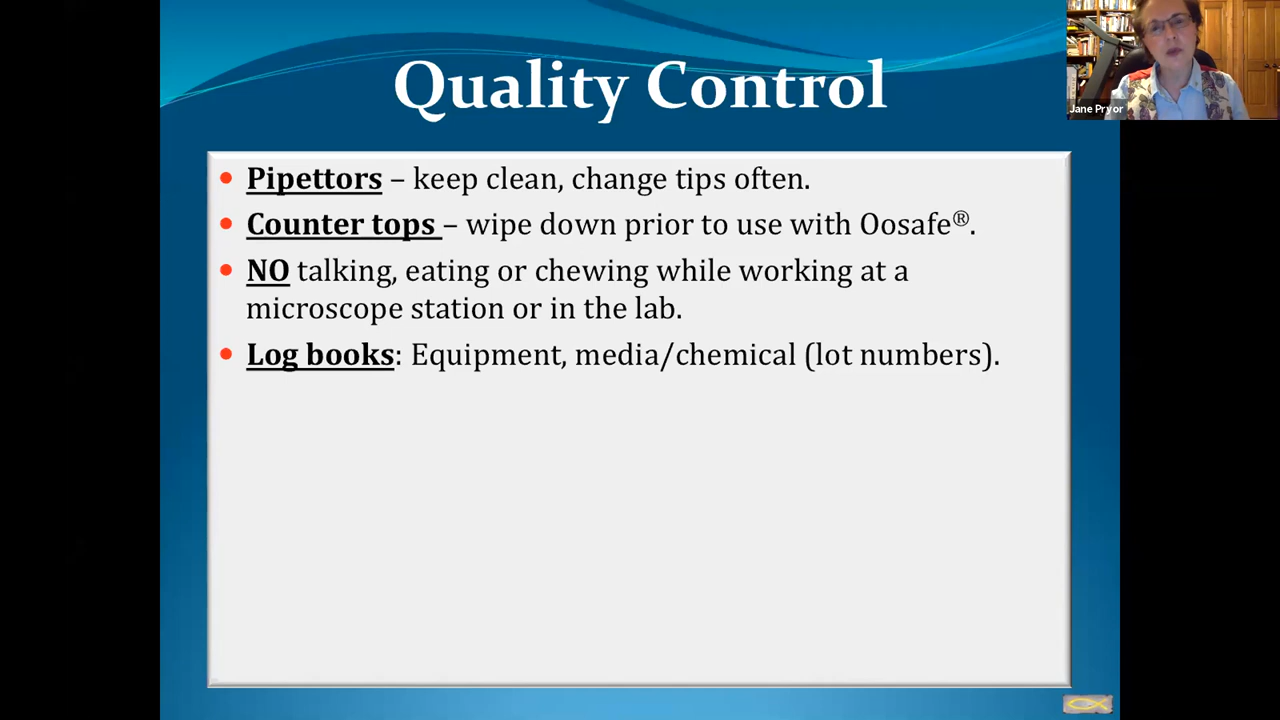 Quality Control
Jane Pryor
• Pipettors – keep clean, change tips often.
• Counter tops – wipe down prior to use with Oosafe®.
• NO talking, eating or chewing while working at a
microscope station or in the lab.
• Log books: Equipment, media/chemical (lot numbers).